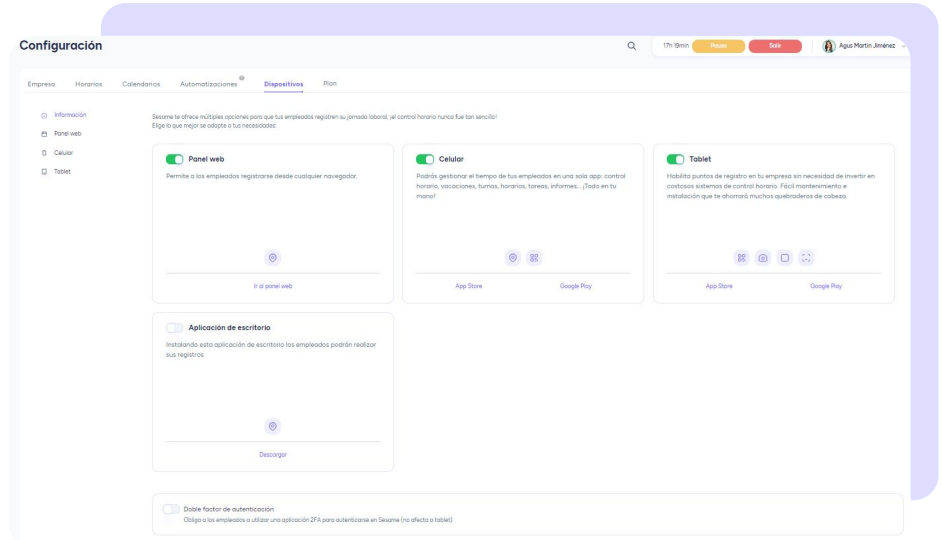 Configuración
17h 19min
Pausa
Salir
Agus Martin Jiménez
Empresa
Horarios
Calendarios
Automatizaciones
Dispositivos
Plan
Información
Panel web
Celular
Tablet
Sesame te ofrece múltiples opciones para que tus empleados registren su jornada laboral, ¡el control horario nunca fue tan sencillo!
Elige la que mejor se adapte a tus necesidades:
Panel web
Permite a los empleados registrarse desde cualquier navegador.
Ir al panel web
Celular
Podrás gestionar el tiempo de tus empleados en una sola app: control
horario, vacaciones, turnos, horarios, tareas, informes... ¡Todo en tu
mano!
App Store
Google Play
Tablet
Habilita puntos de registro en tu empresa sin necesidad de invertir en
costosos sistemas de control horario. Fácil mantenimiento e
instalación que te ahorrará muchos quebraderos de cabeza.
App Store
Google Play
Aplicación de escritorio
Instalando esta aplicación de escritorio los empleados podrán realizar
sus registros
Descargar
Doble factor de autenticación
Obliga a los empleados a utilizar una aplicación 2FA para autenticarse en Sesame (no afecta a tablet)